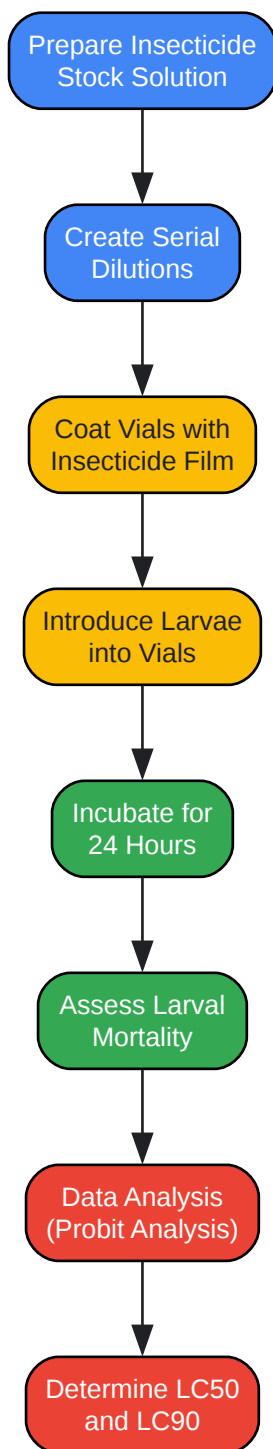 Prepare Insecticide
Stock Solution
Create Serial
Dilutions
Coat Vials with
Insecticide Film
Introduce Larvae
into Vials
Incubate for
24 Hours
Assess Larval
Mortality
Data Analysis
(Probit Analysis)
Determine LC50
and LC90